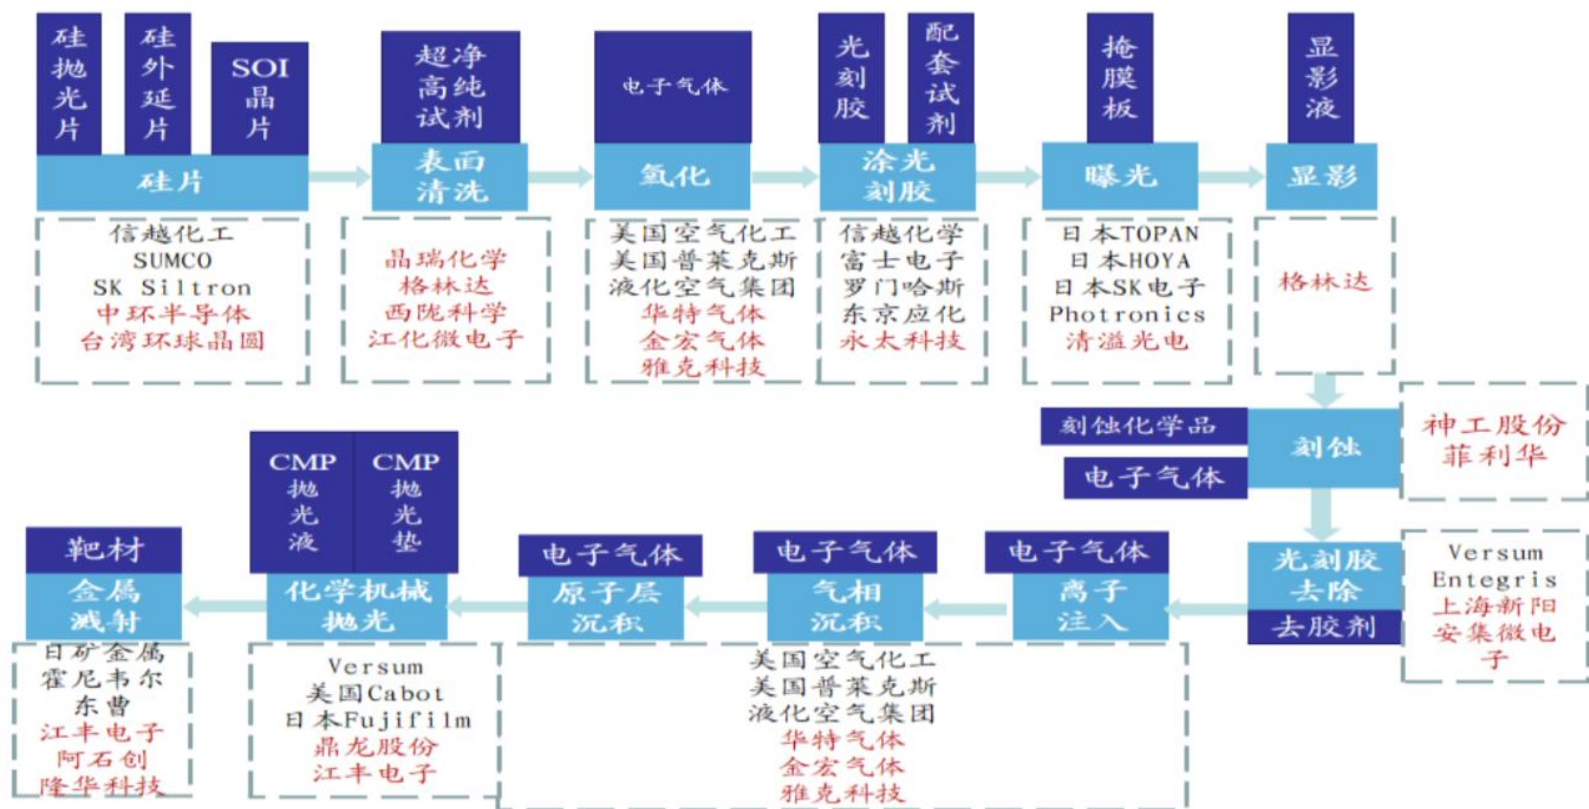 硅抛光片
硅外延片
SOI
晶片
硅片
信越化工
SUMCO
SK Siltron
中环半导体
台湾环球晶圆
超净
高纯
试剂
表面
清洗
晶瑞化学
格林达
西陇科学
江化微电子
电子气体
氧化
美国空气化工
美国普莱克斯
液化空气集团
华特气体
金宏气体
雅克科技
光刻胶
配套试剂
涂光
刻胶
信越化学
富士电子
罗门哈斯
东京应化
永太科技
掩膜板
曝光
日本TOPAN
日本HOYA
日本SK电子
Photronics
清溢光电
显影液
显影
格林达
刻蚀化学品
电子气体
刻蚀
神工股份
菲利华
光刻胶
去除
去胶剂
Versum
Entegris
上海新阳
安集微电
子
电子气体
离子
注入
电子气体
气相
沉积
电子气体
原子层
沉积
美国空气化工
美国普莱克斯
液化空气集团
华特气体
金宏气体
雅克科技
CMP
抛光液
CMP
抛光垫
化学机械
抛光
Versum
美国Cabot
日本Fujifilm
鼎龙股份
江丰电子
靶材
金属
溅射
日矿金属
霍尼韦尔
东曹
江丰电子
阿石创
隆华科技